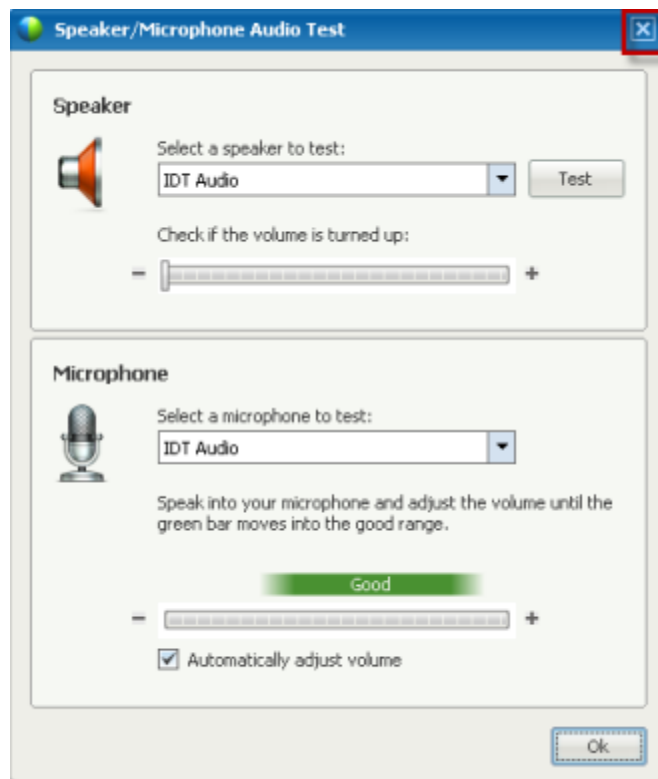 Speaker/Microphone Audio Test
Speaker
Select a speaker to test:
IDT Audio
Test
Check if the volume is turned up:
- +
Microphone
Select a microphone to test:
IDT Audio
Speak into your microphone and adjust the volume until the
green bar moves into the good range.
Good
- +
Automatically adjust volume
Ok